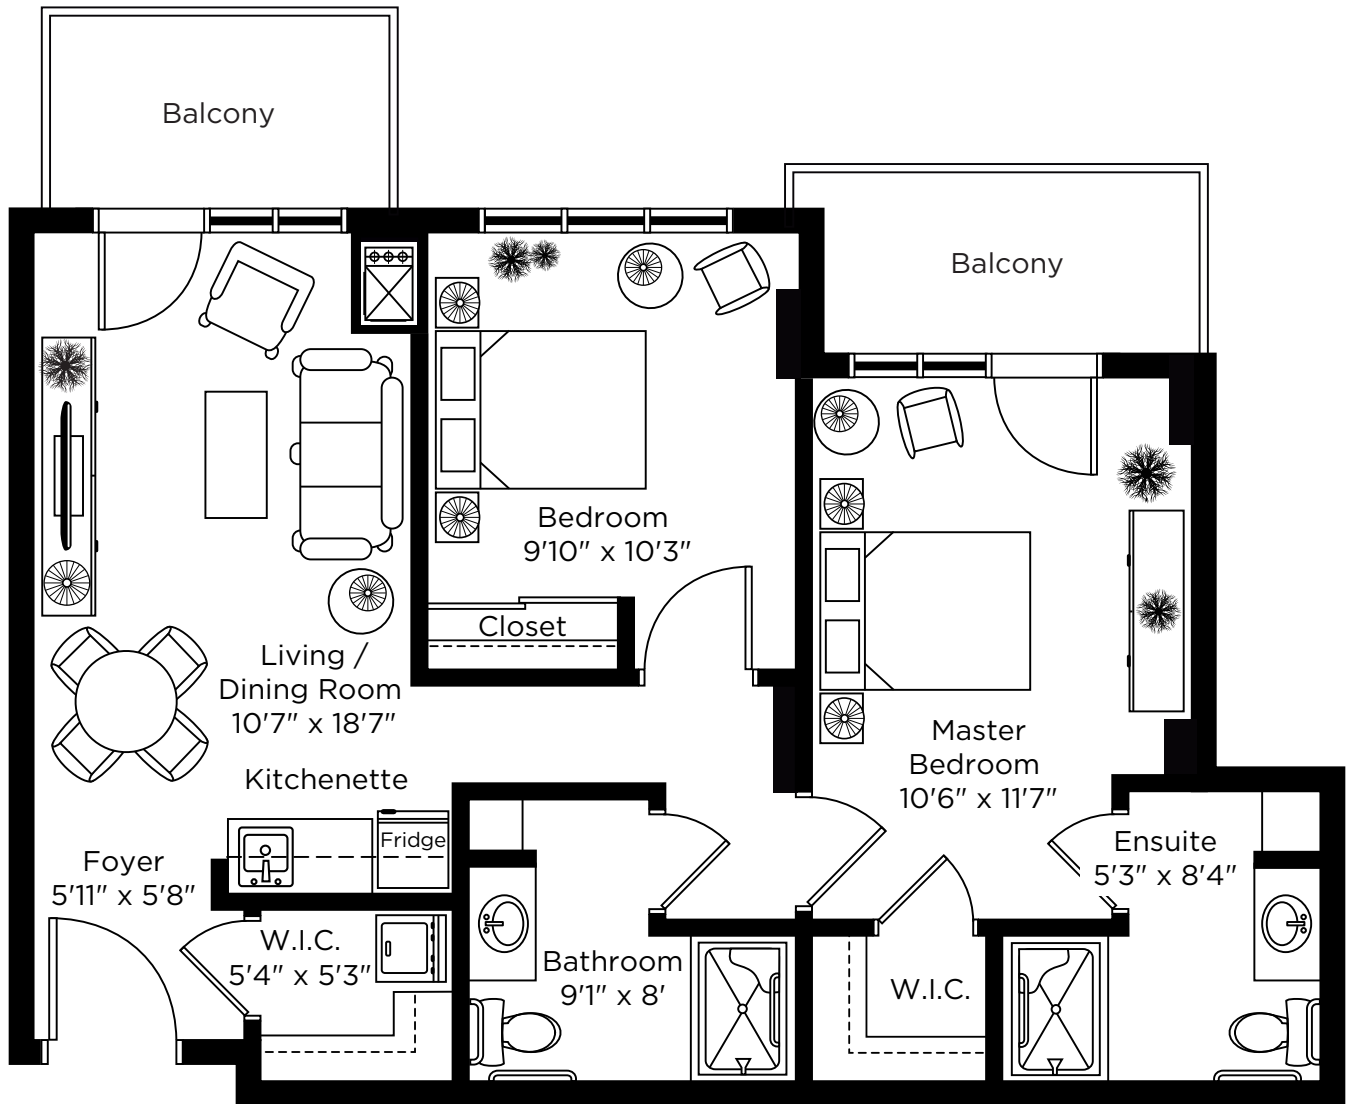 Balcony
Balcony
Bedroom
9'10" x 10'3"
Closet
Living /
Dining Room
10'7" x 18'7"
Master
Bedroom
10'6" x 11'7"
Kitchenette
Fridge
Foyer
5'11" x 5'8"
Ensuite
5'3" x 8'4"
W.I.C.
5'4" x 5'3"
Bathroom
9'1" x 8'
W.I.C.